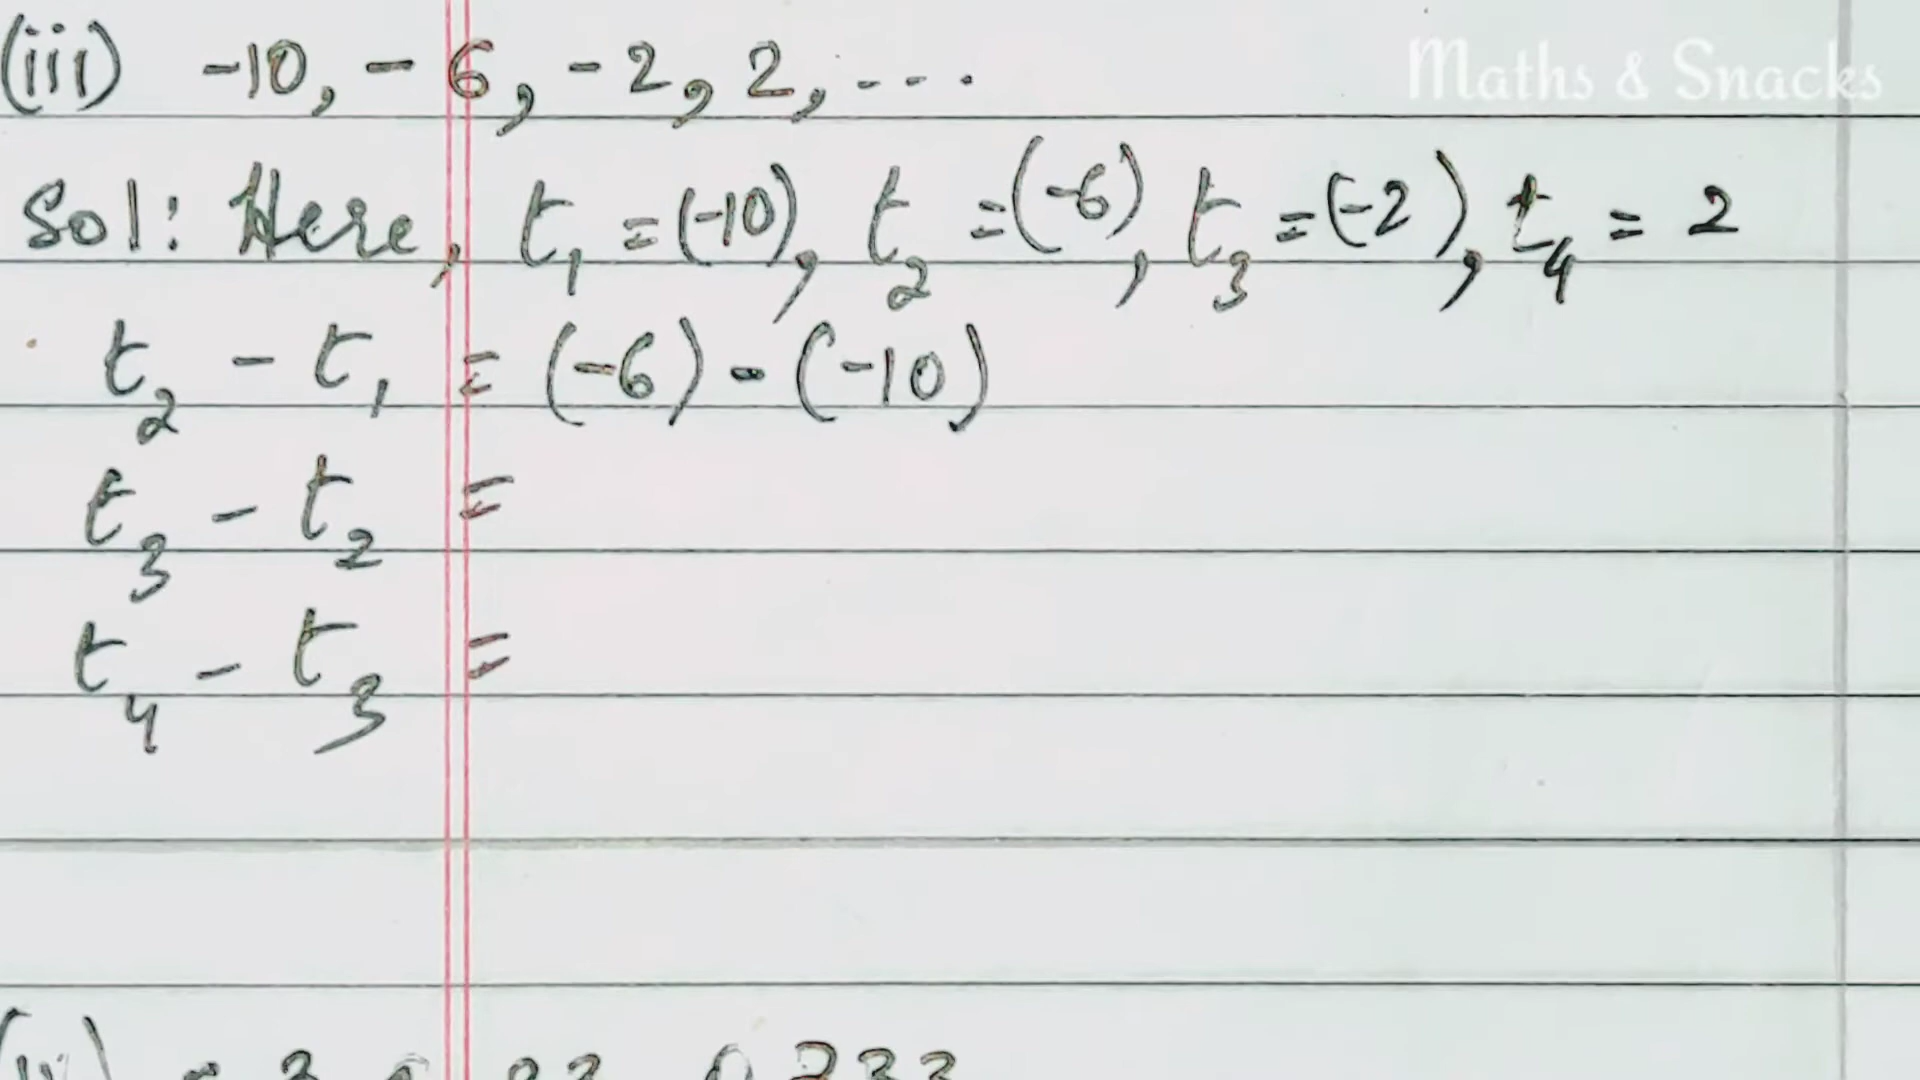 (iii) -10, -6, -2, 2, ....
Maths & Snacks
Sol: Here, t₁ = (-10), t₂ = (-6), t₃ = (-2), t₄ = 2
t₂ - t₁ = (-6) - (-10)
t₃ - t₂ =
t₄ - t₃ =